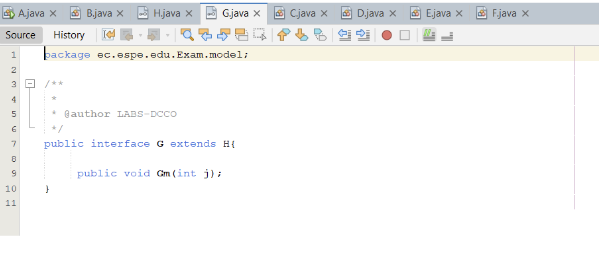 A.java B.java H.java G.java C.java D.java E.java F.java
Source History
1 package ec.espe.edu.Exam.model;
2
3 /**
4 *
5 * @author LABS-DCCO
6 */
7 public interface G extends H{
8
9 public void Gm(int j);
10 }
11